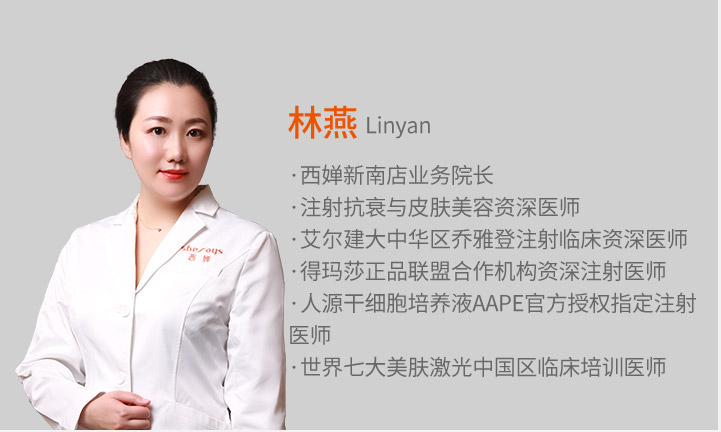 林燕 Linyan
·西婵新南店业务院长
·注射抗衰与皮肤美容资深医师
·艾尔建大中华区乔雅登注射临床资深医师
·得玛莎正品联盟合作机构资深注射医师
·人源干细胞培养液AAPE官方授权指定注射
医师
·世界七大美肤激光中国区临床培训医师
shesays
西婵